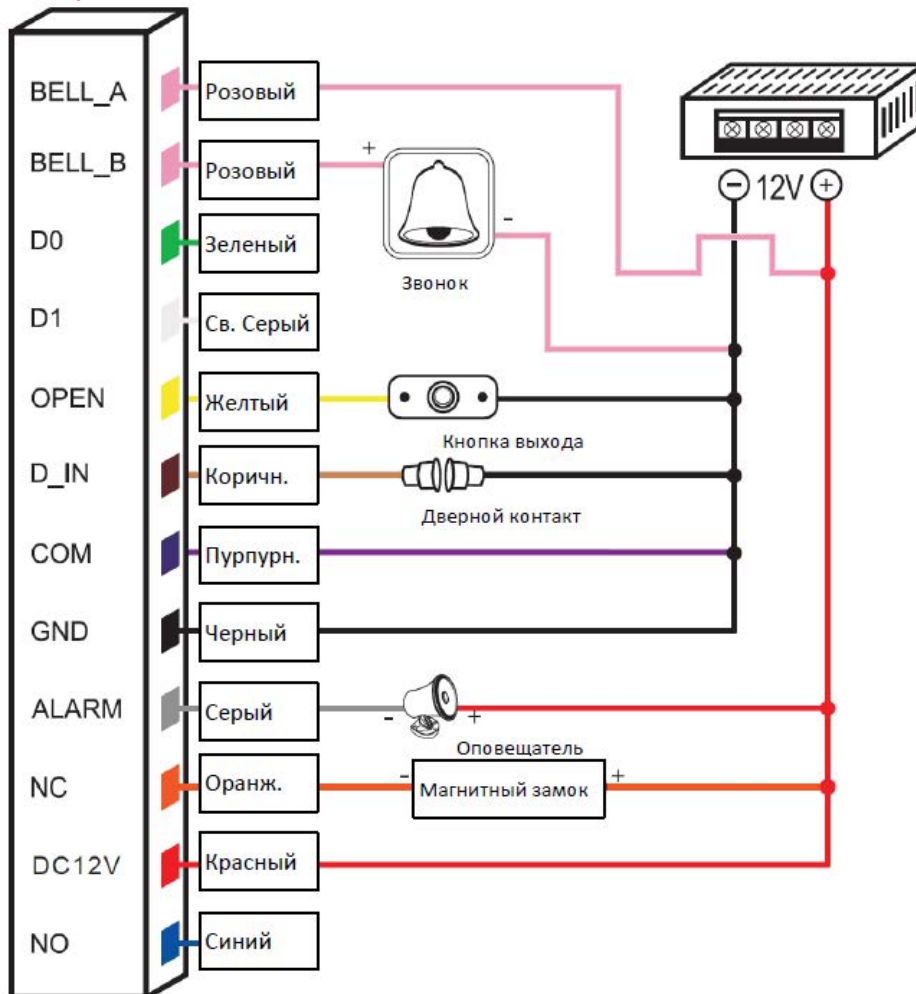 BELL_A Розовый
BELL_B Розовый +
- 12V +
D0 Зеленый -
Звонок
D1 Св. Серый
OPEN Желтый
Кнопка выхода
D_IN Коричн.
Дверной контакт
COM Пурпурн.
GND Черный
ALARM Серый - +
Оповещатель
NC Оранж. - Магнитный замок +
DC12V Красный
NO Синий